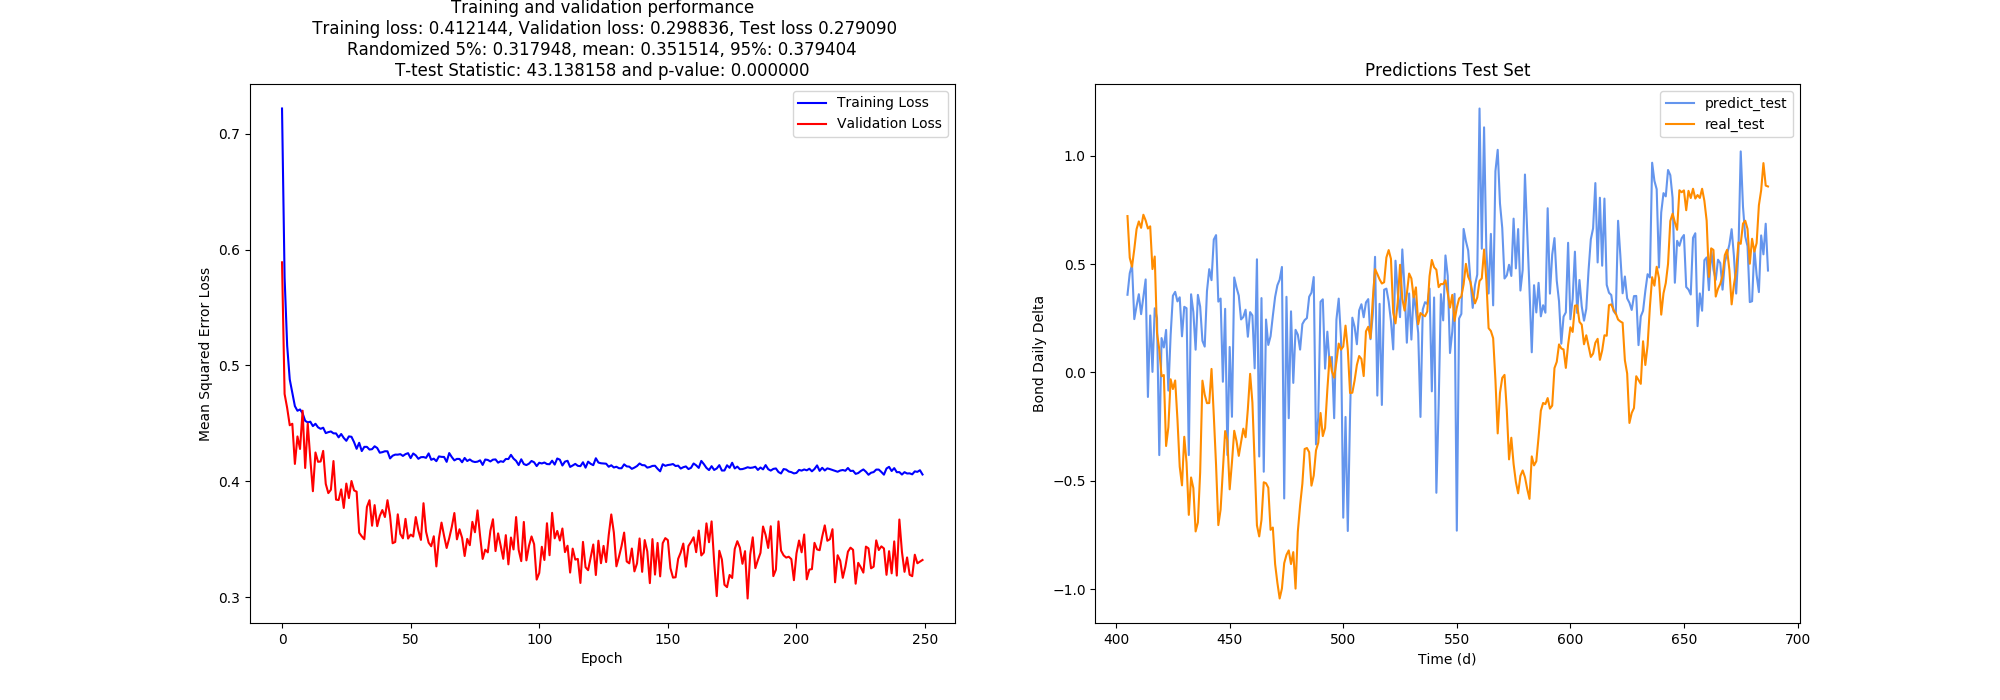 Training and validation performance
Training loss: 0.412144, Validation loss: 0.298836, Test loss 0.279090
Randomized 5%: 0.317948, mean: 0.351514, 95%: 0.379404
T-test Statistic: 43.138158 and p-value: 0.000000
Training Loss
Validation Loss
0.7
0.6
0.5
0.4
0.3
Mean Squared Error Loss
0
50
100
150
200
250
Epoch
Predictions Test Set
predict_test
real_test
1.0
0.5
0.0
−0.5
−1.0
Bond Daily Delta
400
450
500
550
600
650
700
Time (d)